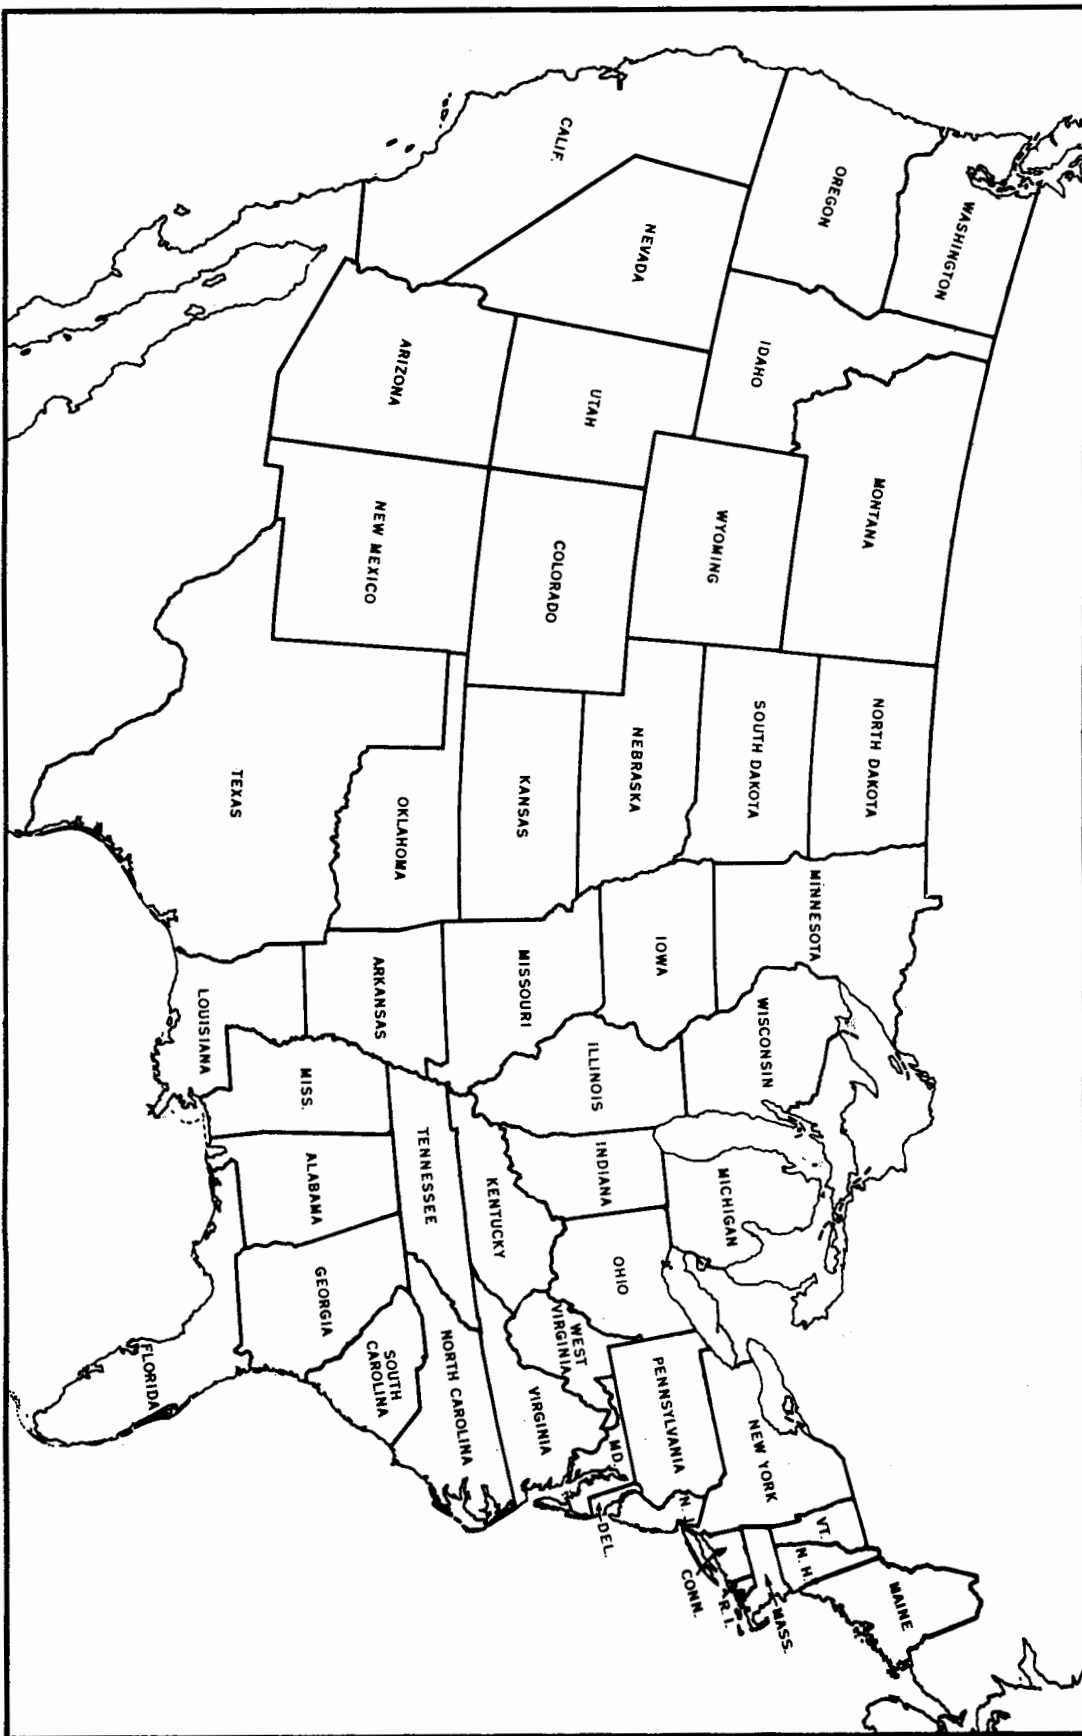 WASHINGTON
OREGON
CALIF.
NEVADA
IDAHO
MONTANA
WYOMING
UTAH
ARIZONA
COLORADO
NEW MEXICO
NORTH DAKOTA
SOUTH DAKOTA
NEBRASKA
KANSAS
OKLAHOMA
TEXAS
MINNESOTA
IOWA
MISSOURI
ARKANSAS
LOUISIANA
WISCONSIN
ILLINOIS
MICHIGAN
INDIANA
OHIO
KENTUCKY
TENNESSEE
MISS.
ALABAMA
GEORGIA
FLORIDA
SOUTH
CAROLINA
NORTH CAROLINA
VIRGINIA
WEST
VIRGINIA
MD.
DEL.
PENNSYLVANIA
N.J.
NEW YORK
CONN.
R. I.
MASS.
VT.
N. H.
MAINE